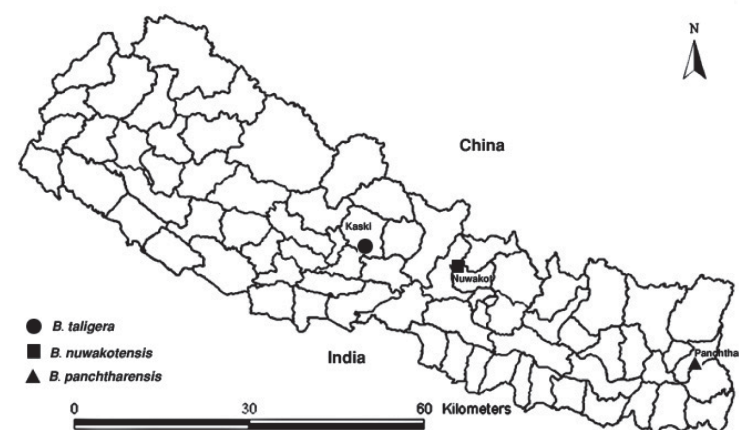 N
China
Kaski
Nuwakot
Panchtha
B. taligera
B. nuwakotensis
B. panchtharensis
India
0 30 60 Kilometers